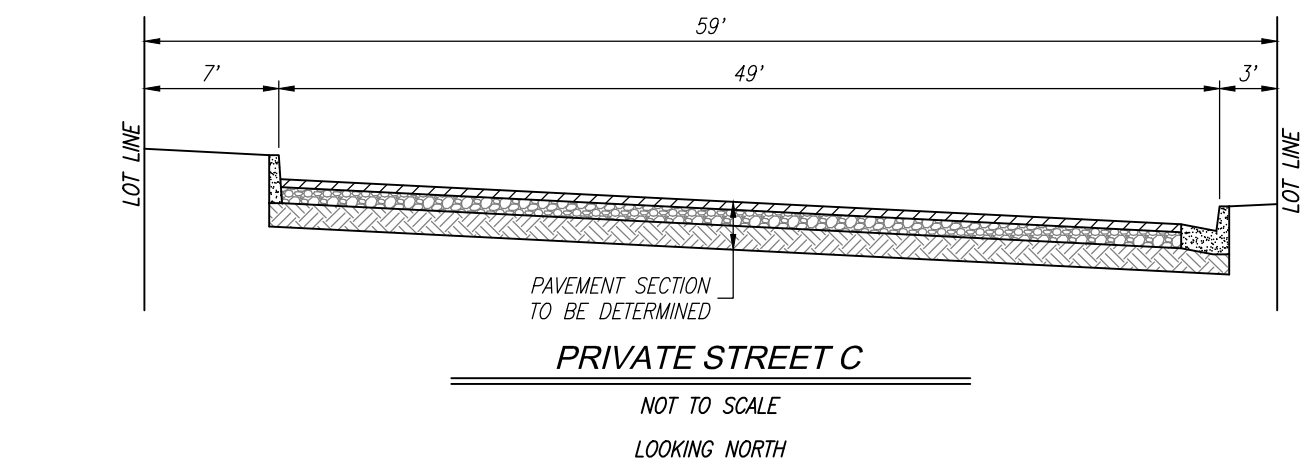 59'
7'
49'
3'
LOT LINE
LOT LINE
PAVEMENT SECTION
TO BE DETERMINED
PRIVATE STREET C
NOT TO SCALE
LOOKING NORTH